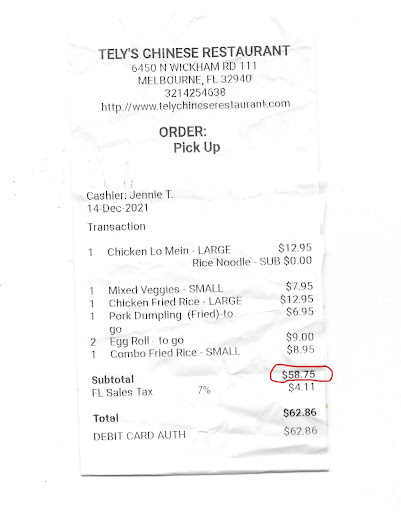 TELY'S CHINESE RESTAURANT
6450 N WICKHAM RD 111
MELBOURNE, FL 32940
3214254638
http://www.telychineserestaurant.com
ORDER:
Pick Up
Cashier: Jennie T.
14-Dec-2021
Transaction
1 Chicken Lo Mein - LARGE $12.95
Rice Noodle - SUB $0.00
1 Mixed Veggies - SMALL $7.95
1 Chicken Fried Rice - LARGE $12.95
1 Pork Dumpling (Fried)-to $6.95
go
2 Egg Roll - to go $9.00
1 Combo Fried Rice - SMALL $8.95
Subtotal $58.75
FL Sales Tax 7% $4.11
Total $62.86
DEBIT CARD AUTH $62.86